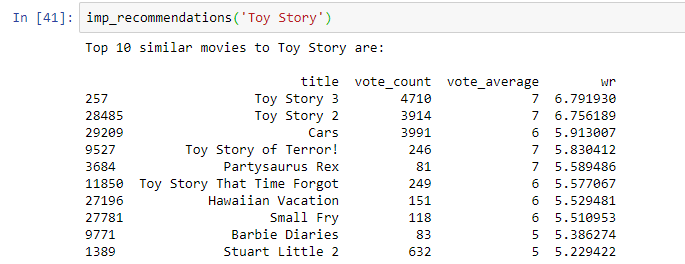 In [41]: imp_recommendations('Toy Story')
Top 10 similar movies to Toy Story are:
title vote_count vote_average wr
257 Toy Story 3 4710 7 6.791930
28485 Toy Story 2 3914 7 6.756189
29209 Cars 3991 6 5.913007
9527 Toy Story of Terror! 246 7 5.830412
3684 Partysaurus Rex 81 7 5.589486
11850 Toy Story That Time Forgot 249 6 5.577067
27196 Hawaiian Vacation 151 6 5.529481
27781 Small Fry 118 6 5.510953
9771 Barbie Diaries 83 5 5.386274
1389 Stuart Little 2 632 5 5.229422